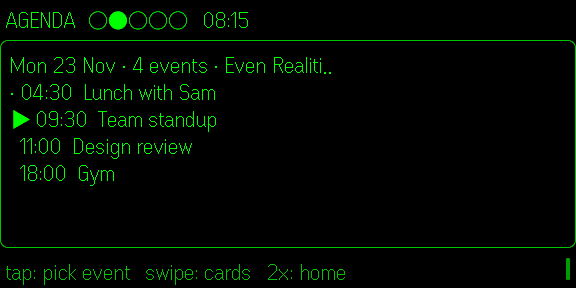 AGENDA ○●○○○ 08:15
Mon 23 Nov · 4 events · Even Realiti..
· 04:30 Lunch with Sam
▶ 09:30 Team standup
11:00 Design review
18:00 Gym
tap: pick event swipe: cards 2x: home